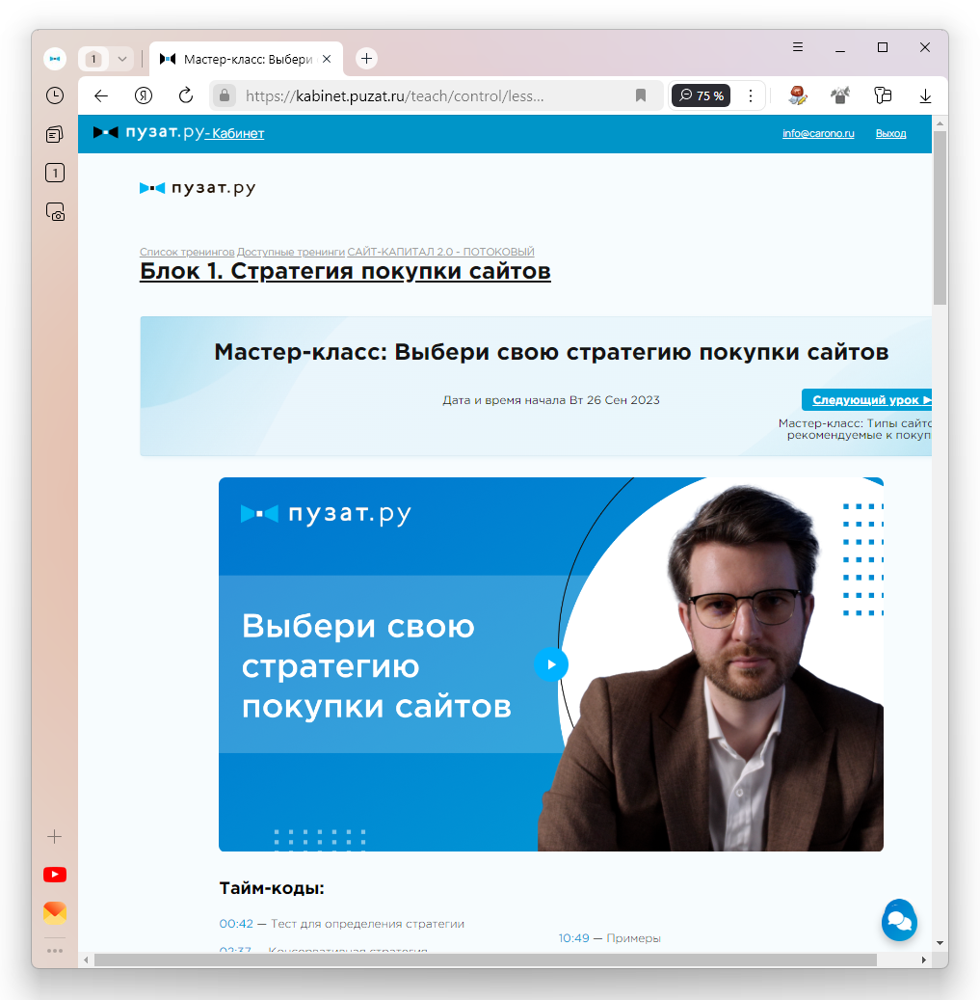 1
Мастер-класс: Выбери
Я
https://kabinet.puzat.ru/teach/control/less...
75 %
пузат.ру - Кабинет
info@carono.ru
Выход
1
пузат.ру
Список тренингов Доступные тренинги САЙТ-КАПИТАЛ 2.0 - ПОТОКОВЫЙ
Блок 1. Стратегия покупки сайтов
Мастер-класс: Выбери свою стратегию покупки сайтов
Дата и время начала Вт 26 Сен 2023
Следующий урок
Мастер-класс: Типы сайто
рекомендуемые к покуп
пузат.ру
Выбери свою
стратегию
покупки сайтов
Тайм-коды:
00:42 — Тест для определения стратегии
10:49 — Примеры
02:37 — Консервативная стратегия